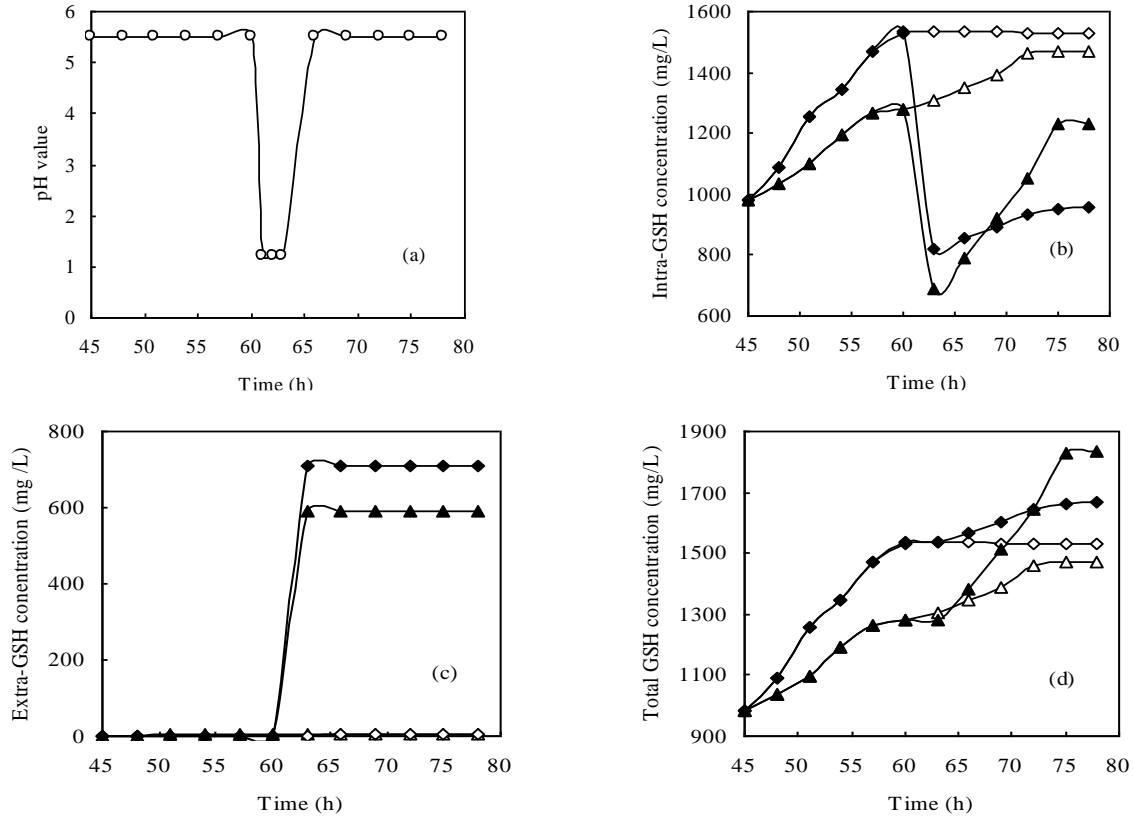 6
5
4
3
2
1
0
pH value
(a)
45 50 55 60 65 70 75 80
Time (h)
1600
1400
1200
1000
800
600
Intra-GSH concentration (mg/L)
(b)
45 50 55 60 65 70 75 80
Time (h)
800
600
400
200
0
Extra-GSH conentration (mg /L)
(c)
45 50 55 60 65 70 75 80
Time (h)
1900
1700
1500
1300
1100
900
Total GSH concentration (mg/L)
(d)
45 50 55 60 65 70 75 80
Time (h)